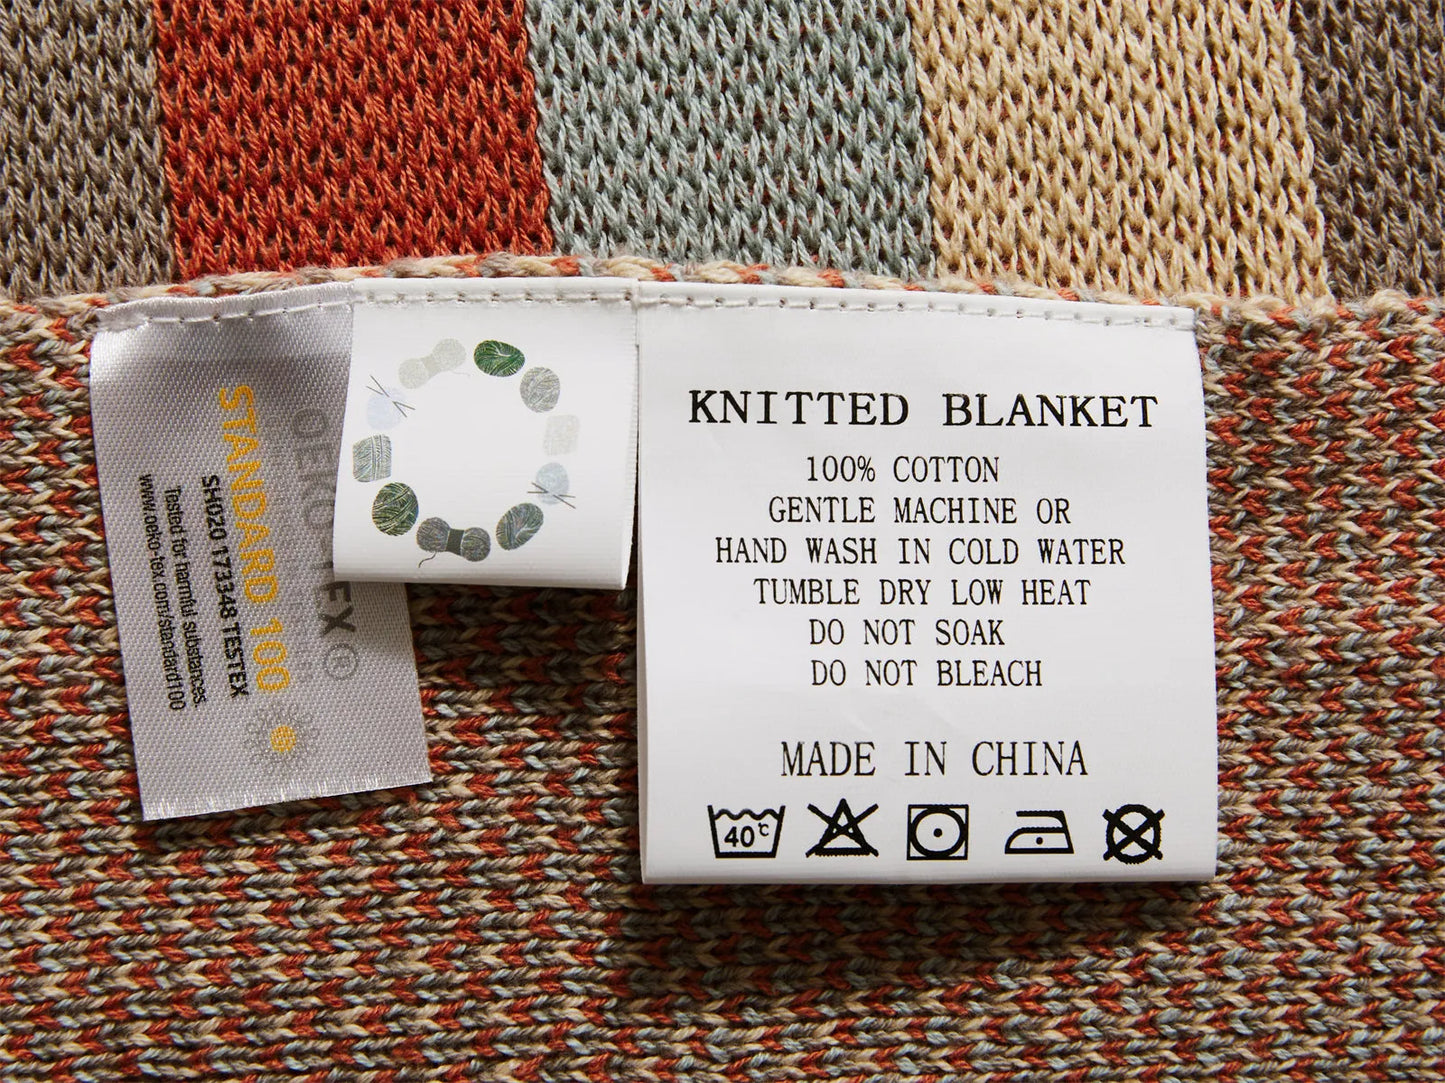 OEKO-TEX®
STANDARD 100
SH020 173348 TESTEX
Tested for harmful substances.
www.oeko-tex.com/standard100
KNITTED BLANKET
100% COTTON
GENTLE MACHINE OR
HAND WASH IN COLD WATER
TUMBLE DRY LOW HEAT
DO NOT SOAK
DO NOT BLEACH
MADE IN CHINA
40℃